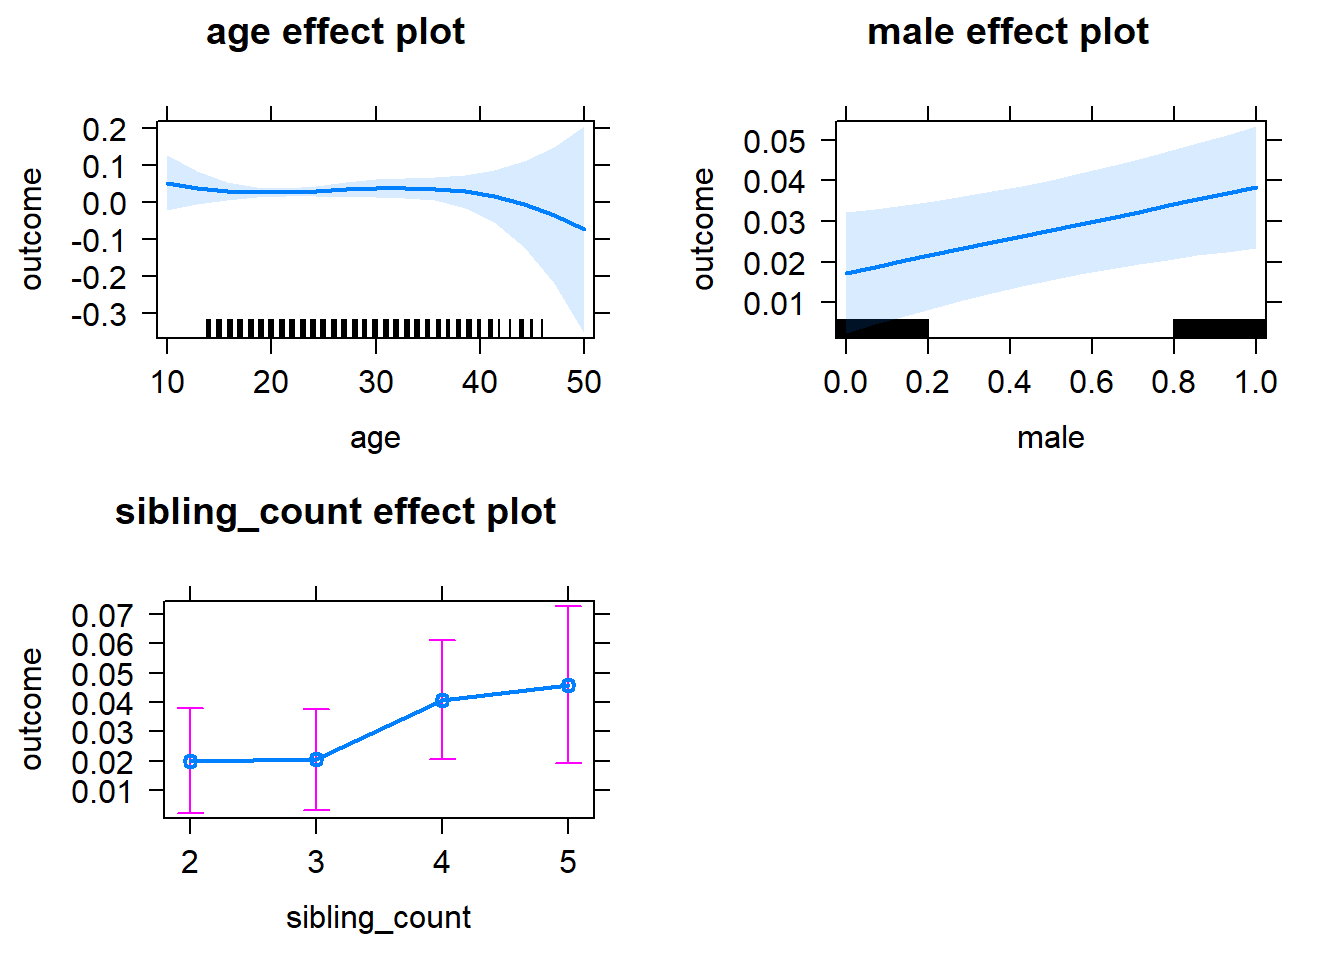 age effect plot
outcome
0.2
0.1
0.0
-0.1
-0.2
-0.3
10 20 30 40 50
age
male effect plot
outcome
0.05
0.04
0.03
0.02
0.01
0.0 0.2 0.4 0.6 0.8 1.0
male
sibling_count effect plot
outcome
0.07
0.06
0.05
0.04
0.03
0.02
0.01
2 3 4 5
sibling_count